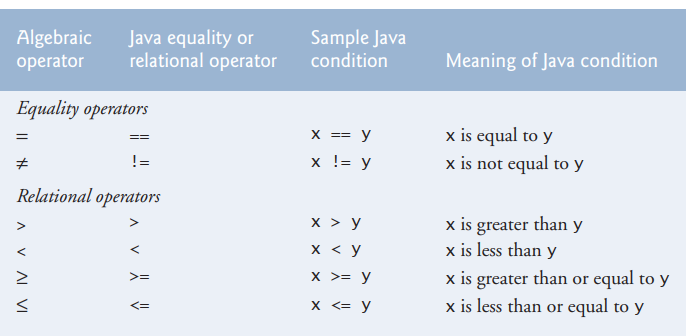 Algebraic operator	Java equality or relational operator	Sample Java condition	Meaning of Java condition
Equality operators
=	==	x == y	x is equal to y
≠	!=	x != y	x is not equal to y
Relational operators
>	>	x > y	x is greater than y
<	<	x < y	x is less than y
≥	>=	x >= y	x is greater than or equal to y
≤	<=	x <= y	x is less than or equal to y